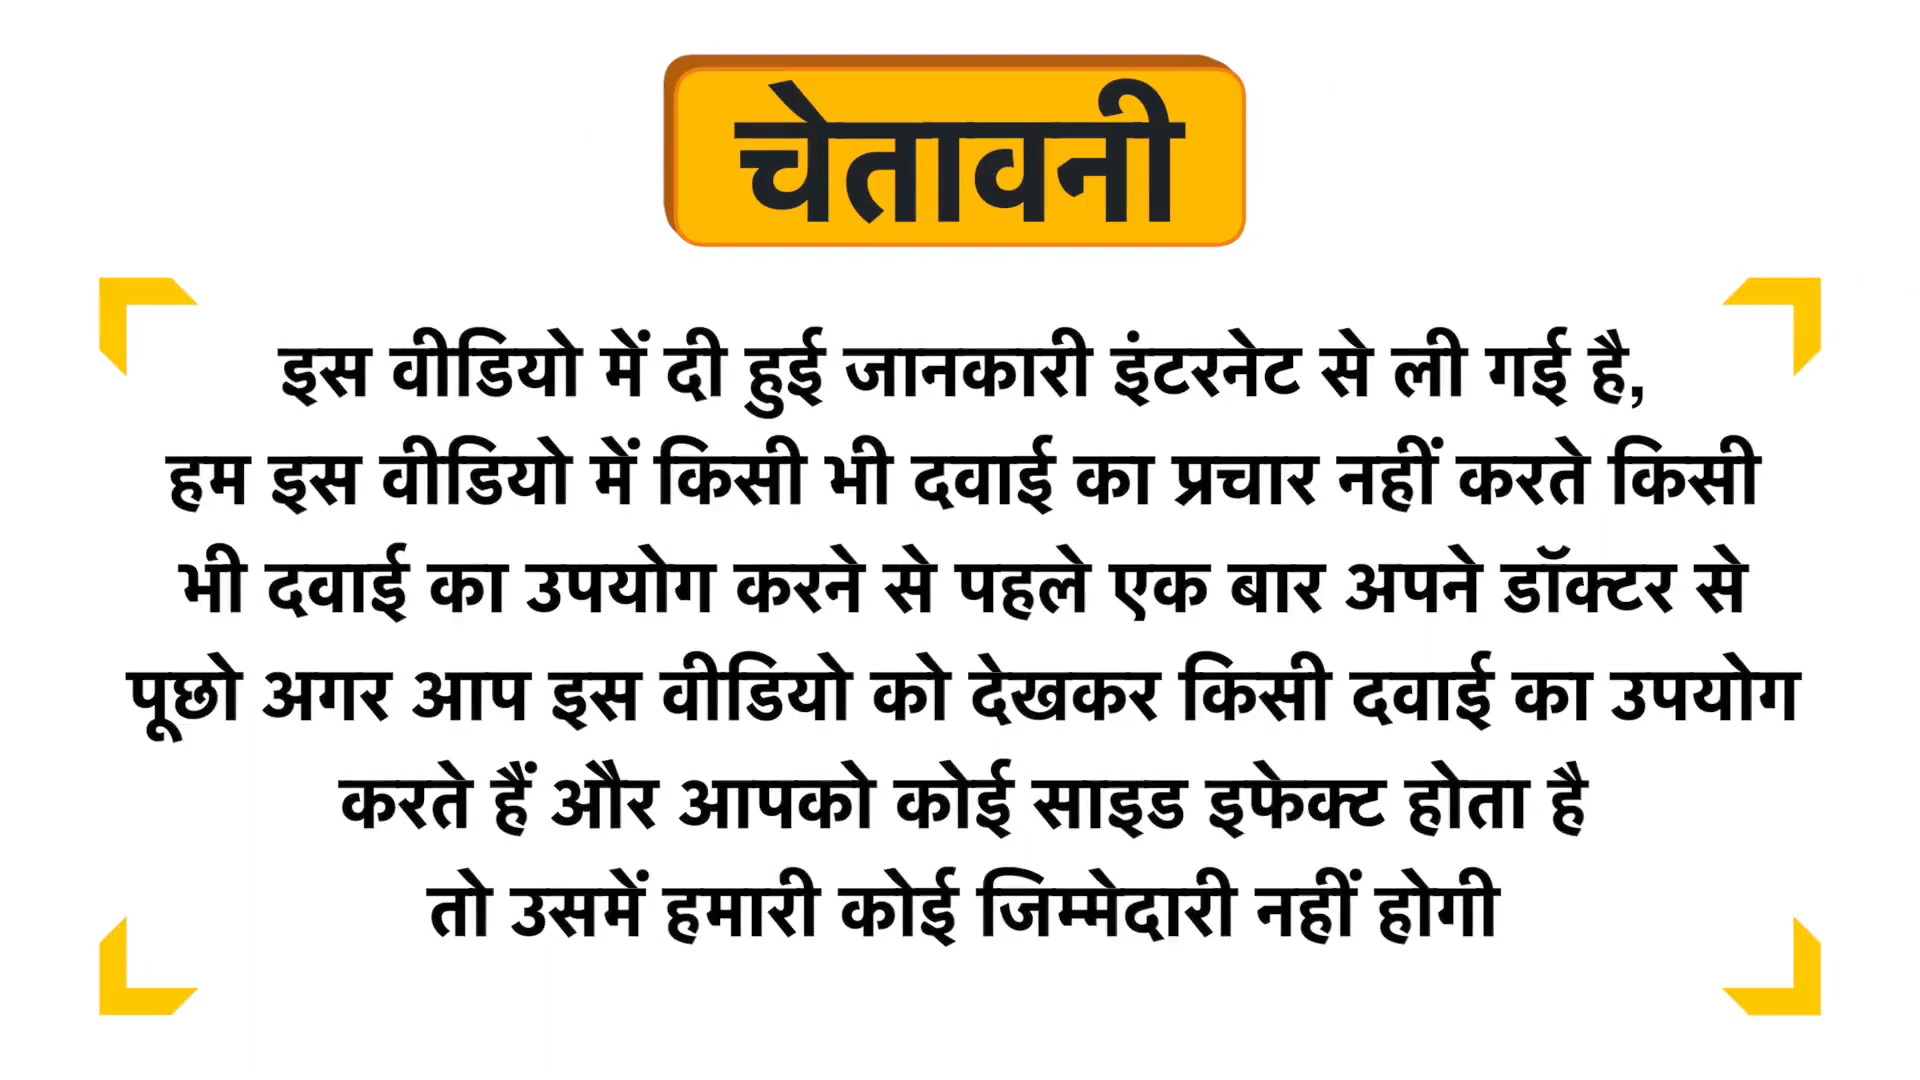 चेतावनी
इस वीडियो में दी हुई जानकारी इंटरनेट से ली गई है,
हम इस वीडियो में किसी भी दवाई का प्रचार नहीं करते किसी
भी दवाई का उपयोग करने से पहले एक बार अपने डॉक्टर से
पूछो अगर आप इस वीडियो को देखकर किसी दवाई का उपयोग
करते हैं और आपको कोई साइड इफेक्ट होता है
तो उसमें हमारी कोई जिम्मेदारी नहीं होगी